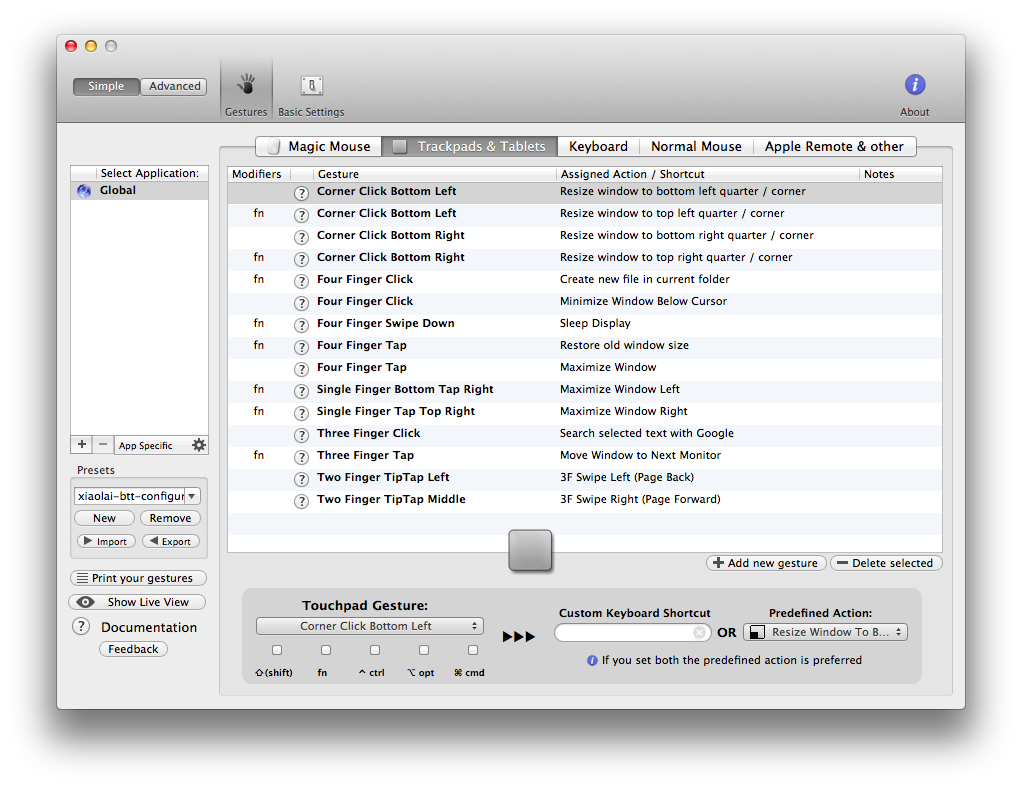 Simple Advanced
Gestures Basic Settings About
Magic Mouse Trackpads & Tablets Keyboard Normal Mouse Apple Remote & other
Select Application:
Global
Modifiers Gesture Assigned Action / Shortcut Notes
? Corner Click Bottom Left Resize window to bottom left quarter / corner
fn ? Corner Click Bottom Left Resize window to top left quarter / corner
? Corner Click Bottom Right Resize window to bottom right quarter / corner
fn ? Corner Click Bottom Right Resize window to top right quarter / corner
fn ? Four Finger Click Create new file in current folder
? Four Finger Click Minimize Window Below Cursor
fn ? Four Finger Swipe Down Sleep Display
fn ? Four Finger Tap Restore old window size
? Four Finger Tap Maximize Window
fn ? Single Finger Bottom Tap Right Maximize Window Left
fn ? Single Finger Tap Top Right Maximize Window Right
? Three Finger Click Search selected text with Google
fn ? Three Finger Tap Move Window to Next Monitor
? Two Finger TipTap Left 3F Swipe Left (Page Back)
? Two Finger TipTap Middle 3F Swipe Right (Page Forward)
+ − App Specific
Presets
xiaolai-btt-configur
New Remove
Import Export
Print your gestures
Show Live View
? Documentation
Feedback
Add new gesture Delete selected
Touchpad Gesture:
Corner Click Bottom Left
⇧(shift) fn ^ ctrl ⌥ opt ⌘ cmd
Custom Keyboard Shortcut
OR
Predefined Action:
Resize Window To B...
i If you set both the predefined action is preferred